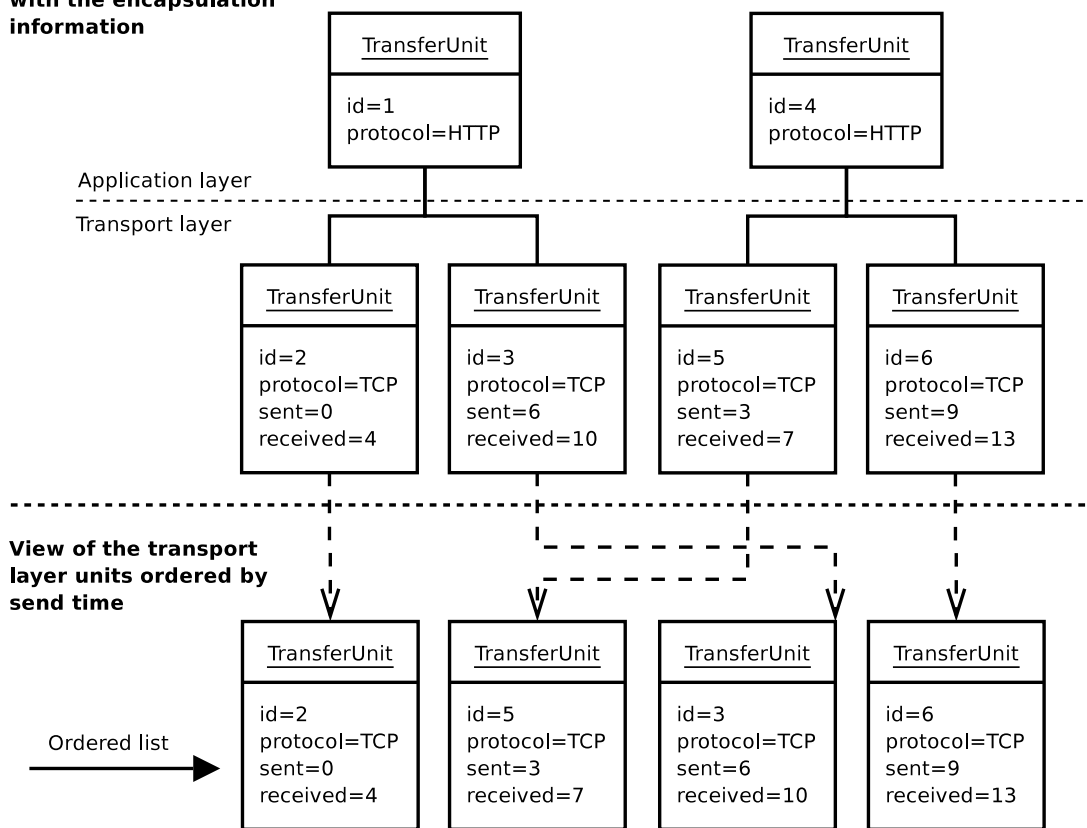 with the encapsulation
information
TransferUnit
id=1
protocol=HTTP
TransferUnit
id=4
protocol=HTTP
Application layer
Transport layer
TransferUnit
id=2
protocol=TCP
sent=0
received=4
TransferUnit
id=3
protocol=TCP
sent=6
received=10
TransferUnit
id=5
protocol=TCP
sent=3
received=7
TransferUnit
id=6
protocol=TCP
sent=9
received=13
View of the transport
layer units ordered by
send time
Ordered list
TransferUnit
id=2
protocol=TCP
sent=0
received=4
TransferUnit
id=5
protocol=TCP
sent=3
received=7
TransferUnit
id=3
protocol=TCP
sent=6
received=10
TransferUnit
id=6
protocol=TCP
sent=9
received=13